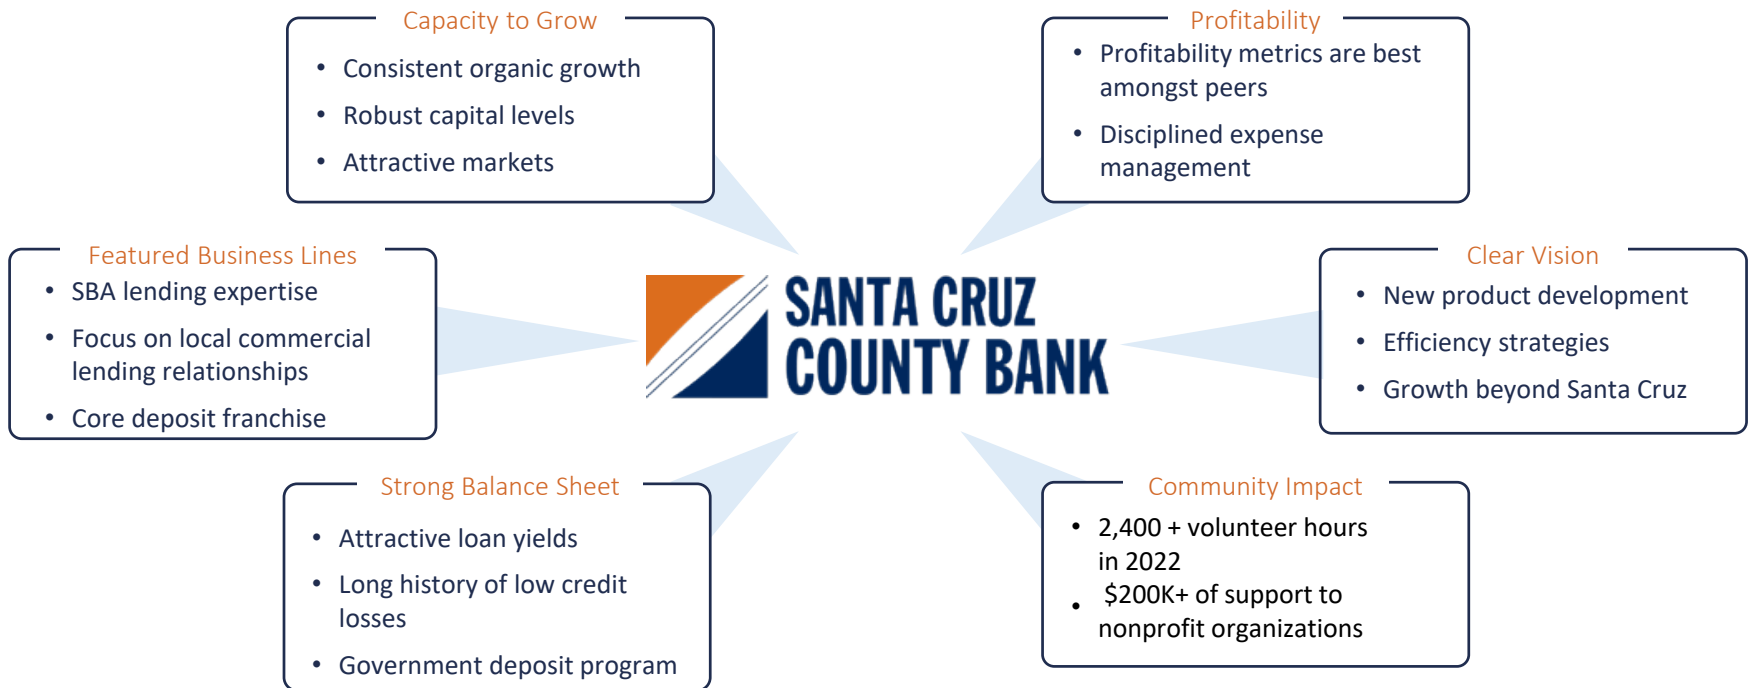 Capacity to Grow
• Consistent organic growth
• Robust capital levels
• Attractive markets
Profitability
• Profitability metrics are best
amongst peers
• Disciplined expense
management
Featured Business Lines
• SBA lending expertise
• Focus on local commercial
lending relationships
• Core deposit franchise
SANTA CRUZ
COUNTY BANK
Clear Vision
• New product development
• Efficiency strategies
• Growth beyond Santa Cruz
Strong Balance Sheet
• Attractive loan yields
• Long history of low credit
losses
• Government deposit program
Community Impact
• 2,400 + volunteer hours
in 2022
• $200K+ of support to
nonprofit organizations